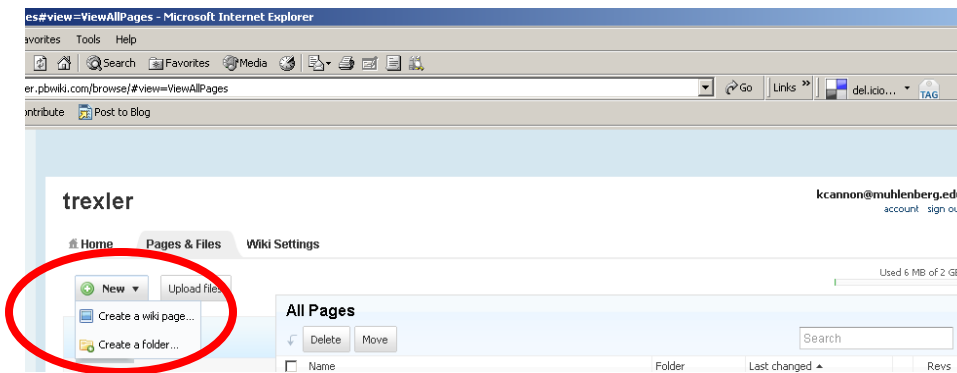 es#view=ViewAllPages - Microsoft Internet Explorer
avorites Tools Help
Search Favorites Media
er.pbwiki.com/browse/#view=ViewAllPages Go Links » del.icio... TAG
ontribute Post to Blog
trexler kcannon@muhlenberg.edu
account sign ou
Home Pages & Files Wiki Settings
Used 6 MB of 2 GB
New Upload files
Create a wiki page...
All Pages
Create a folder...
Delete Move Search
Name Folder Last changed Revs